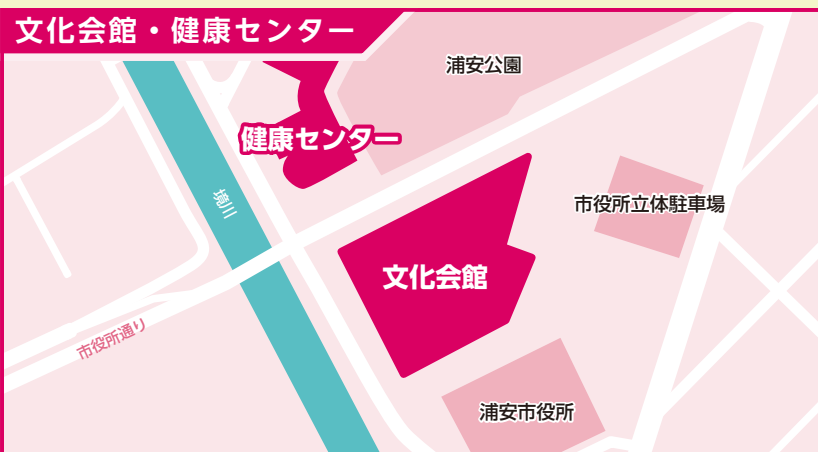 文化会館・健康センター
浦安公園
健康センター
境川
市役所立体駐車場
文化会館
市役所通り
浦安市役所